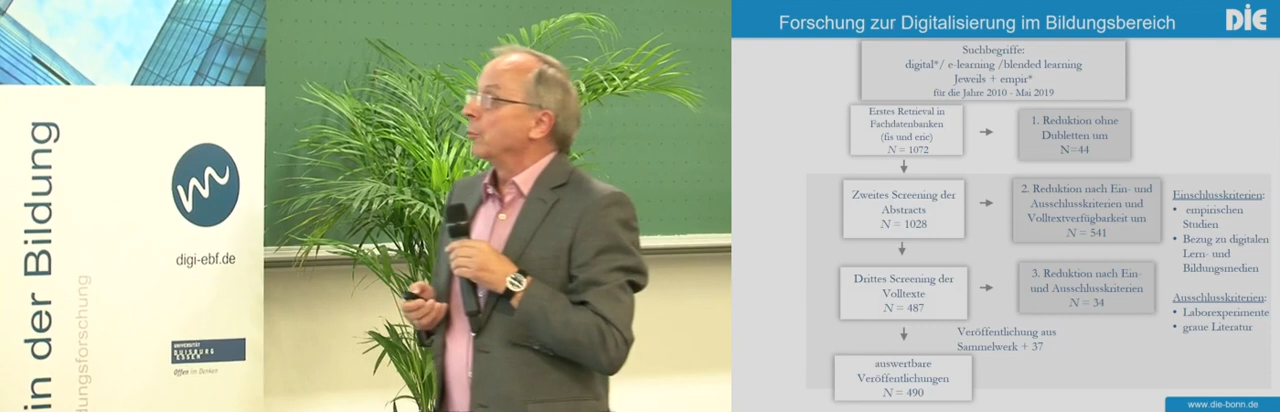 in der Bildung
dungsforschung
digi-ebf.de
UNIVERSITÄT
DUISBURG
ESSEN
Offen im Denken
Forschung zur Digitalisierung im Bildungsbereich
DIE
Suchbegriffe:
digital*/ e-learning /blended learning
Jeweils + empir*
für die Jahre 2010 - Mai 2019
Erstes Retrieval in
Fachdatenbanken
(fis und eric)
N = 1072
1. Reduktion ohne
Dubletten um
N=44
Zweites Screening der
Abstracts
N = 1028
2. Reduktion nach Ein- und
Ausschlusskriterien und
Volltextverfügbarkeit um
N = 541
Einschlusskriterien:
• empirischen
Studien
• Bezug zu digitalen
Lern- und
Bildungsmedien
Drittes Screening der
Volltexte
N = 487
3. Reduktion nach Ein-
und Ausschlusskriterien
N = 34
Ausschlusskriterien:
• Laborexperimente
• graue Literatur
Veröffentlichung aus
Sammelwerk + 37
auswertbare
Veröffentlichungen
N = 490
www.die-bonn.de